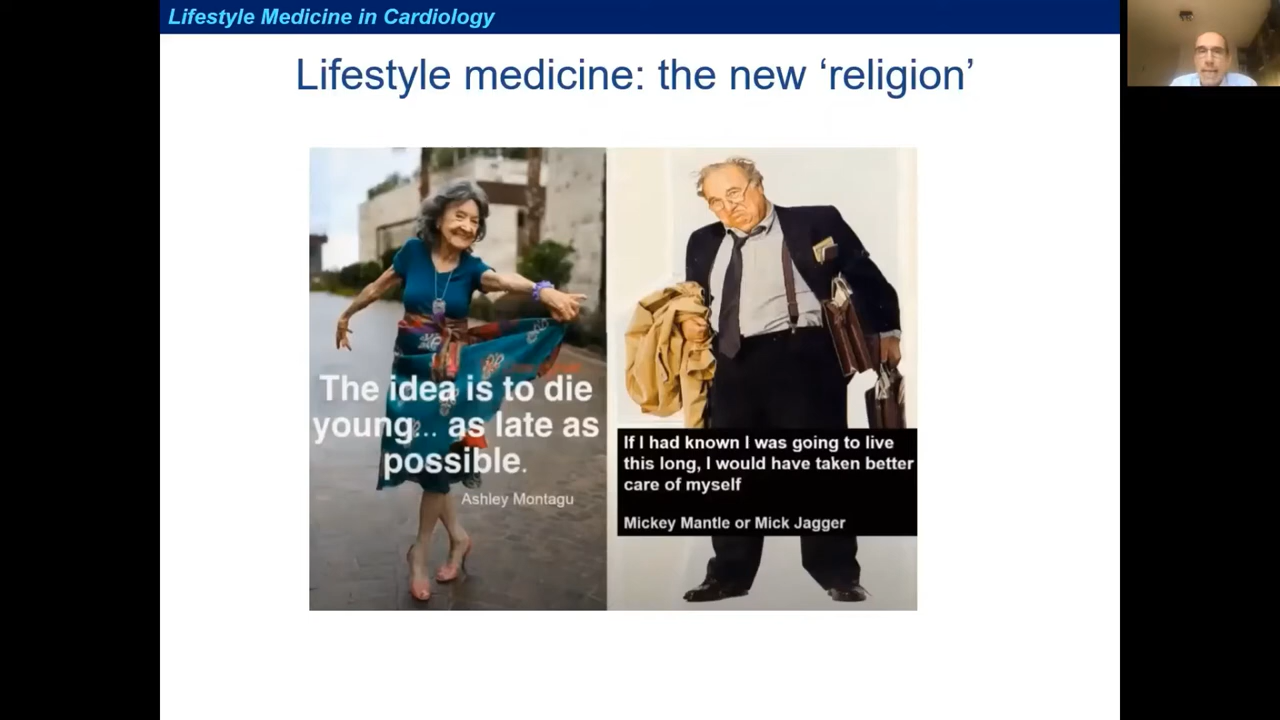 Lifestyle Medicine in Cardiology
Lifestyle medicine: the new ‘religion’
The idea is to die
young... as late as
possible.
Ashley Montagu
If I had known I was going to live
this long, I would have taken better
care of myself
Mickey Mantle or Mick Jagger